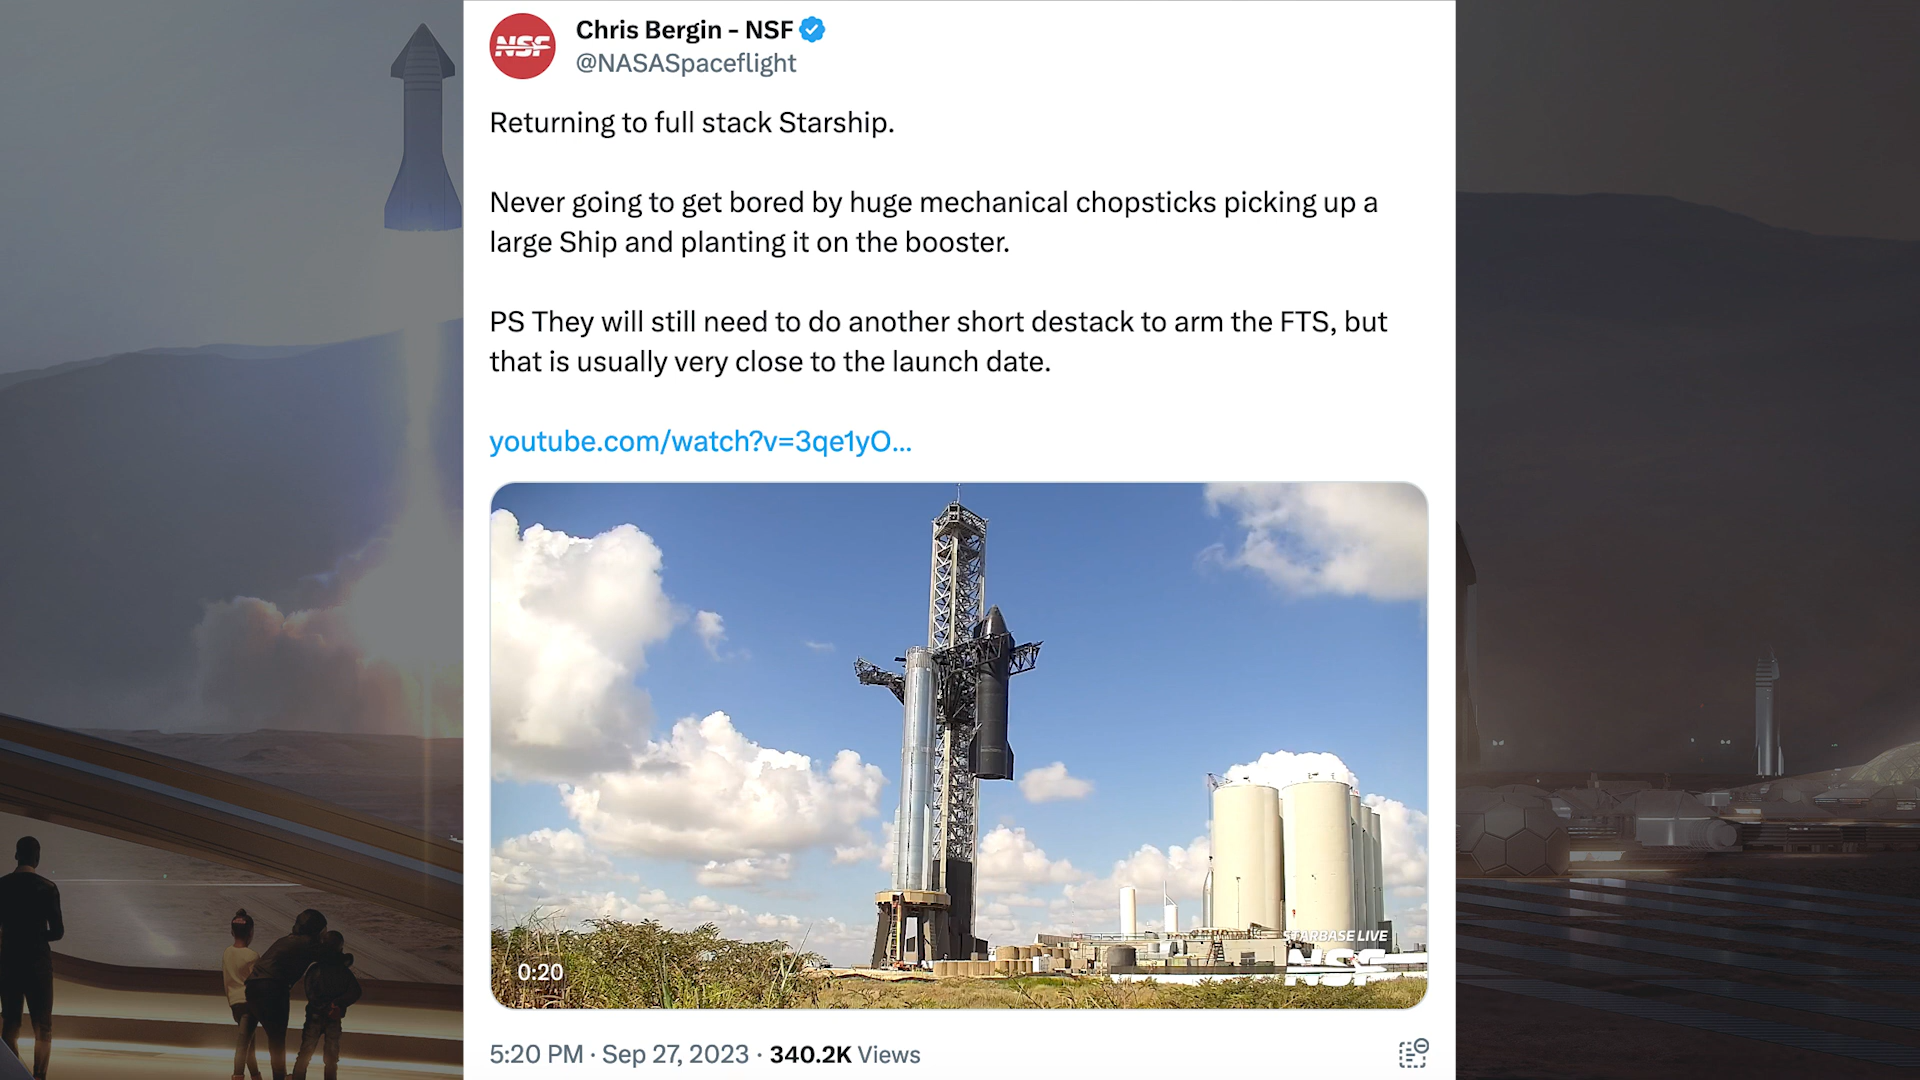 NSF
Chris Bergin - NSF
@NASASpaceflight
Returning to full stack Starship.
Never going to get bored by huge mechanical chopsticks picking up a
large Ship and planting it on the booster.
PS They will still need to do another short destack to arm the FTS, but
that is usually very close to the launch date.
youtube.com/watch?v=3qe1yO...
STARBASE LIVE
NSF
0:20
5:20 PM · Sep 27, 2023 · 340.2K Views